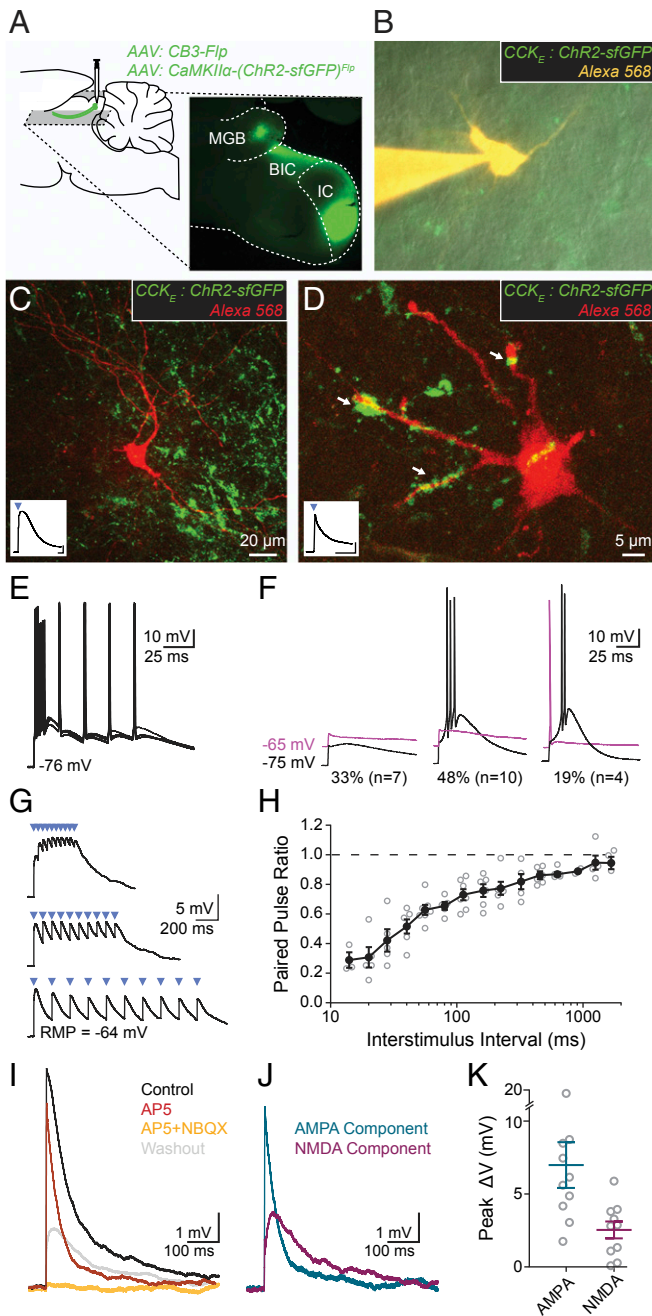 A
AAV: CB3-Flp
AAV: CaMKIIα-(ChR2-sfGFP)Flp
MGB
BIC
IC
B
CCKE : ChR2-sfGFP
Alexa 568
C
CCKE : ChR2-sfGFP
Alexa 568
20 µm
D
CCKE : ChR2-sfGFP
Alexa 568
5 µm
E
10 mV
25 ms
-76 mV
F
10 mV
25 ms
-65 mV
-75 mV
33% (n=7)
48% (n=10)
19% (n=4)
G
5 mV
200 ms
RMP = -64 mV
H
Paired Pulse Ratio
1.2
1.0
0.8
0.6
0.4
0.2
0.0
10
100
1000
Interstimulus Interval (ms)
I
Control
AP5
AP5+NBQX
Washout
1 mV
100 ms
J
AMPA Component
NMDA Component
1 mV
100 ms
K
Peak ΔV (mV)
20
10
5
0
AMPA
NMDA